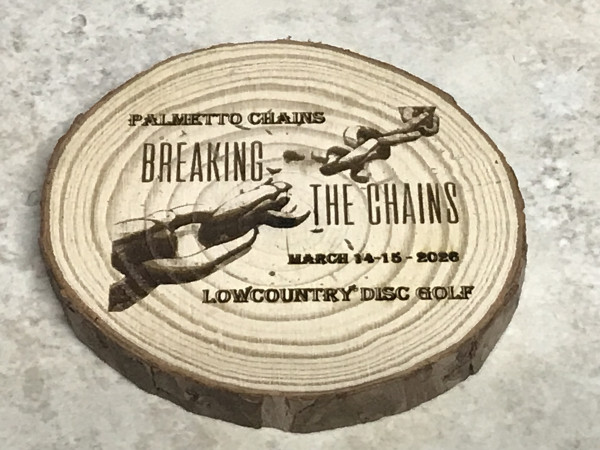 PALMETTO CHAINS
BREAKING
THE CHAINS
MARCH 14-15 - 2026
LOWCOUNTRY DISC GOLF